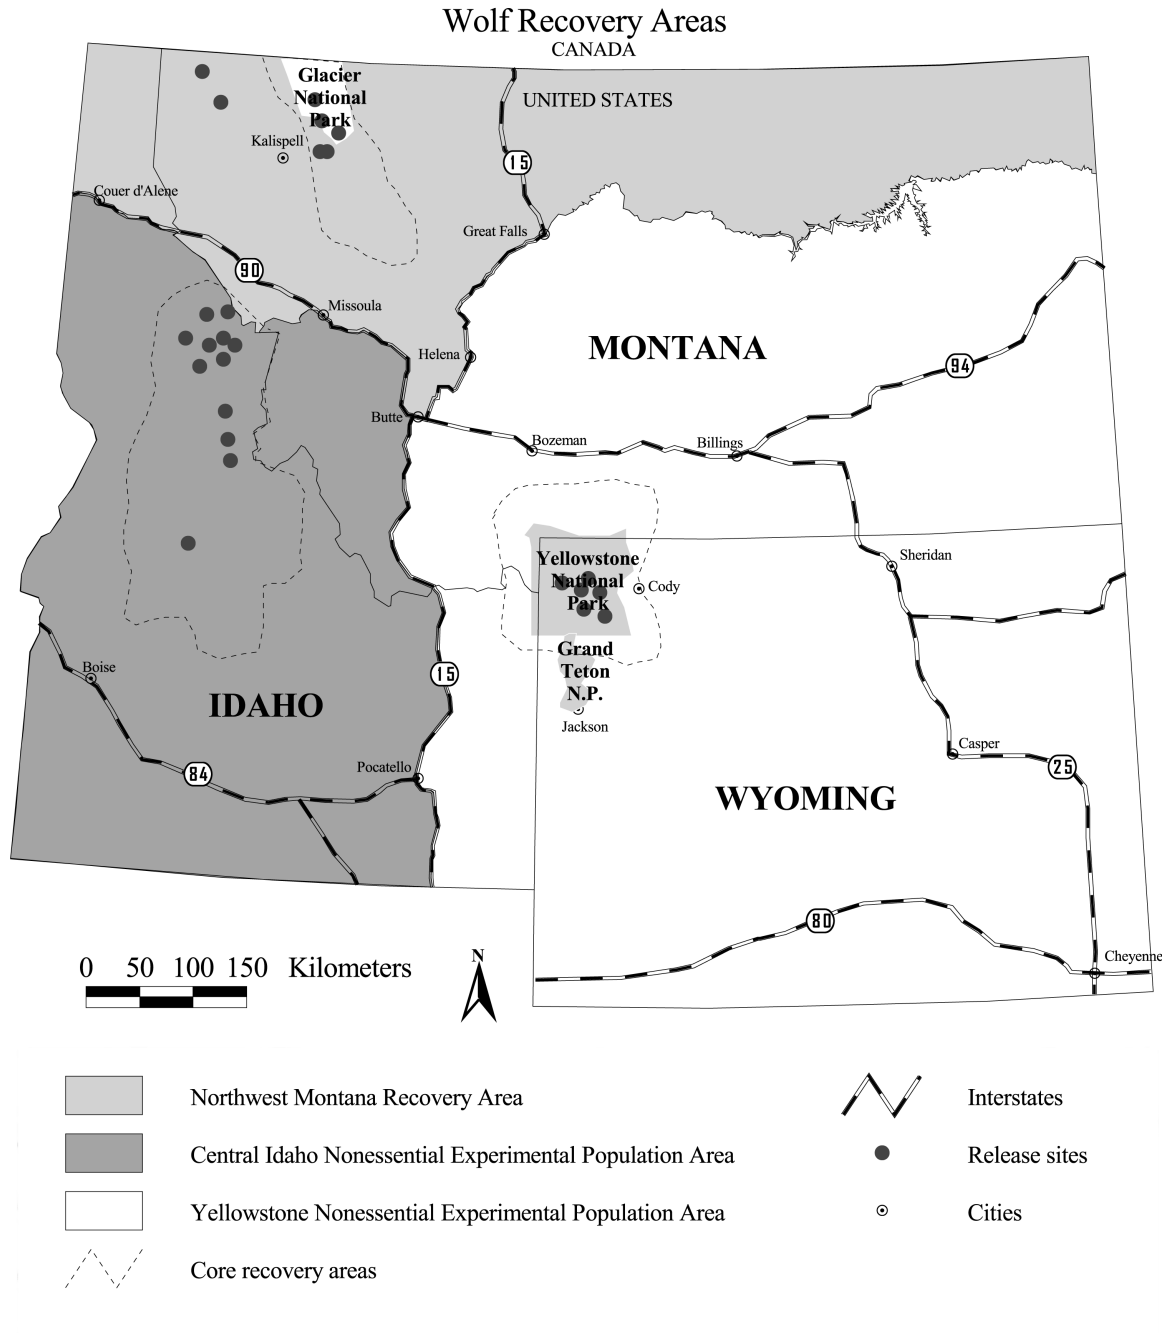 Wolf Recovery Areas
CANADA
UNITED STATES
Glacier
National
Park
Kalispell
15
Couer d'Alene
Great Falls
90
Missoula
MONTANA
Helena
94
Butte
Bozeman
Billings
Yellowstone
National
Park
Sheridan
Cody
Grand
Teton
N.P.
Jackson
Boise
15
IDAHO
Pocatello
84
Casper
25
WYOMING
80
Cheyenne
N
0 50 100 150 Kilometers
Northwest Montana Recovery Area
Central Idaho Nonessential Experimental Population Area
Yellowstone Nonessential Experimental Population Area
Core recovery areas
Interstates
Release sites
Cities